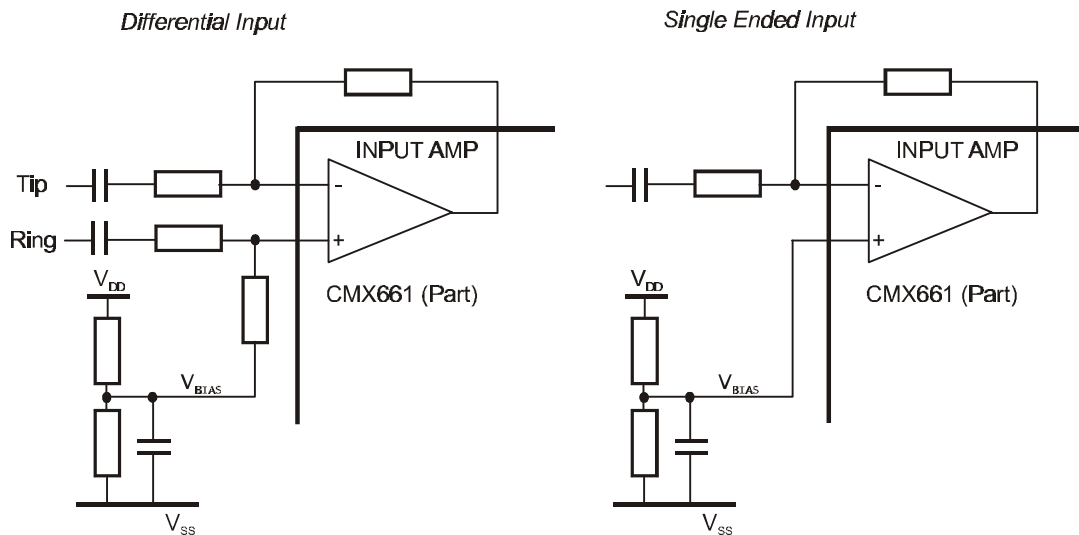 Differential Input
Single Ended Input
INPUT AMP
INPUT AMP
Tip
-
-
Ring
+
+
VDD
CMX661 (Part)
VDD
CMX661 (Part)
VBIAS
VBIAS
VSS
VSS